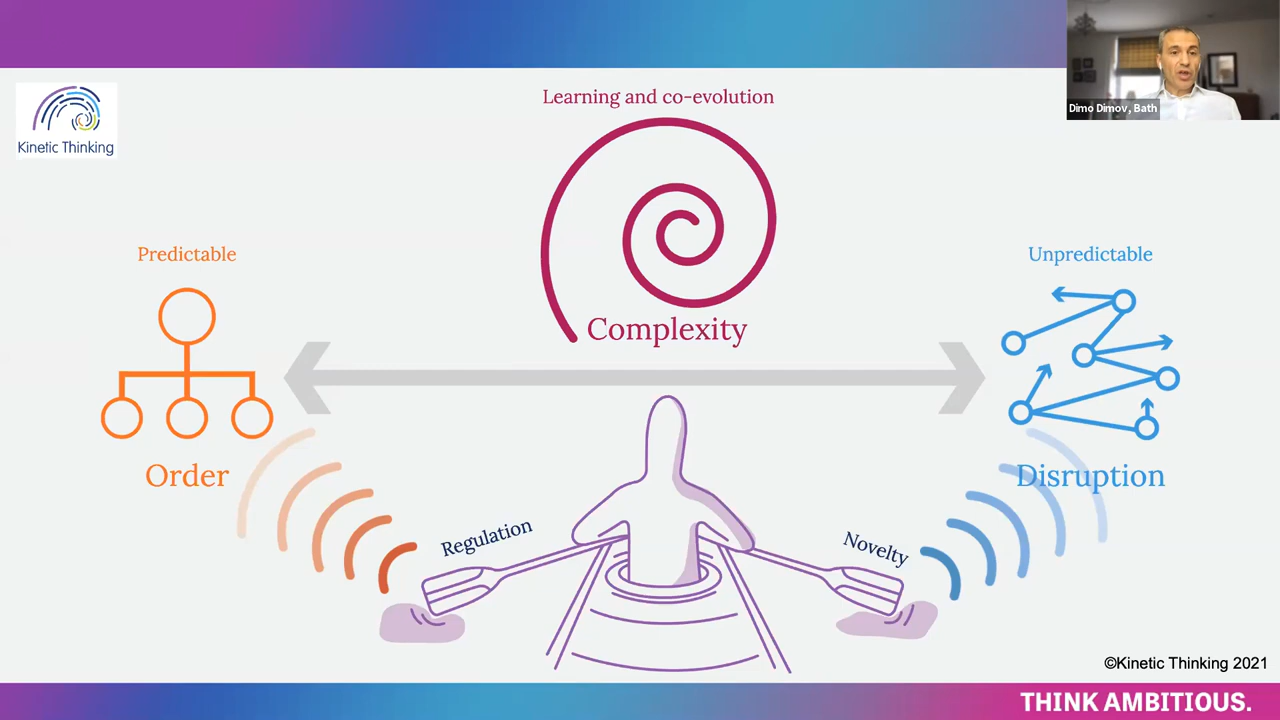 Dimo Dimov, Bath
Kinetic Thinking
Learning and co-evolution
Predictable
Unpredictable
Complexity
Order
Disruption
Regulation
Novelty
©Kinetic Thinking 2021
THINK AMBITIOUS.